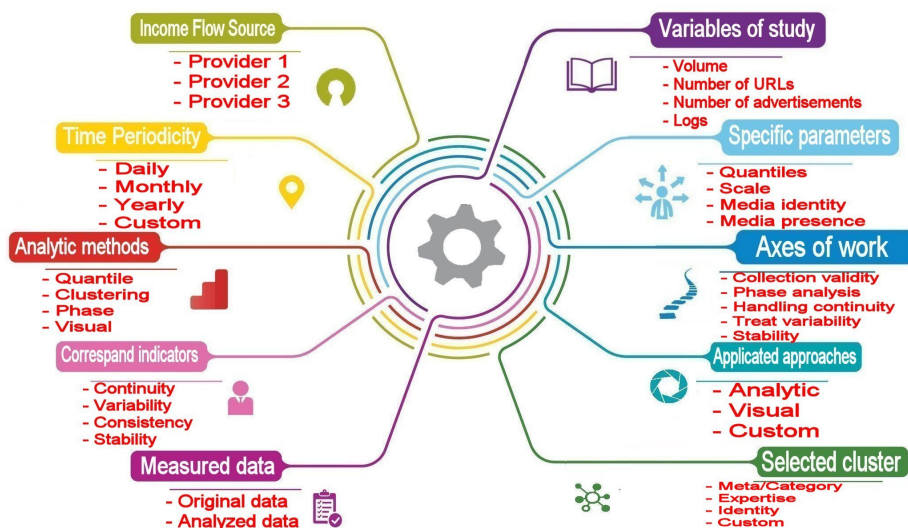 Income Flow Source
- Provider 1
- Provider 2
- Provider 3
Time Periodicity
- Daily
- Monthly
- Yearly
- Custom
Analytic methods
- Quantile
- Clustering
- Phase
- Visual
Correspand indicators
- Continuity
- Variability
- Consistency
- Stability
Measured data
- Original data
- Analyzed data
Variables of study
- Volume
- Number of URLs
- Number of advertisements
- Logs
Specific parameters
- Quantiles
- Scale
- Media identity
- Media presence
Axes of work
- Collection validity
- Phase analysis
- Handling continuity
- Treat variability
- Stability
Applicated approaches
- Analytic
- Visual
- Custom
Selected cluster
- Meta/Category
- Expertise
- Identity
- Custom